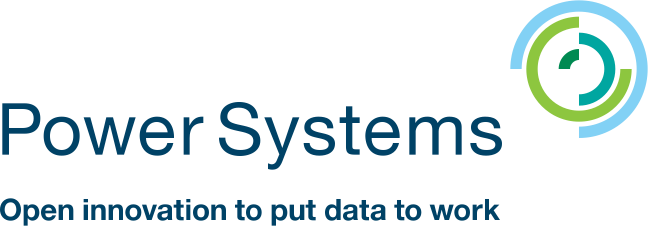 Power Systems
Open innovation to put data to work